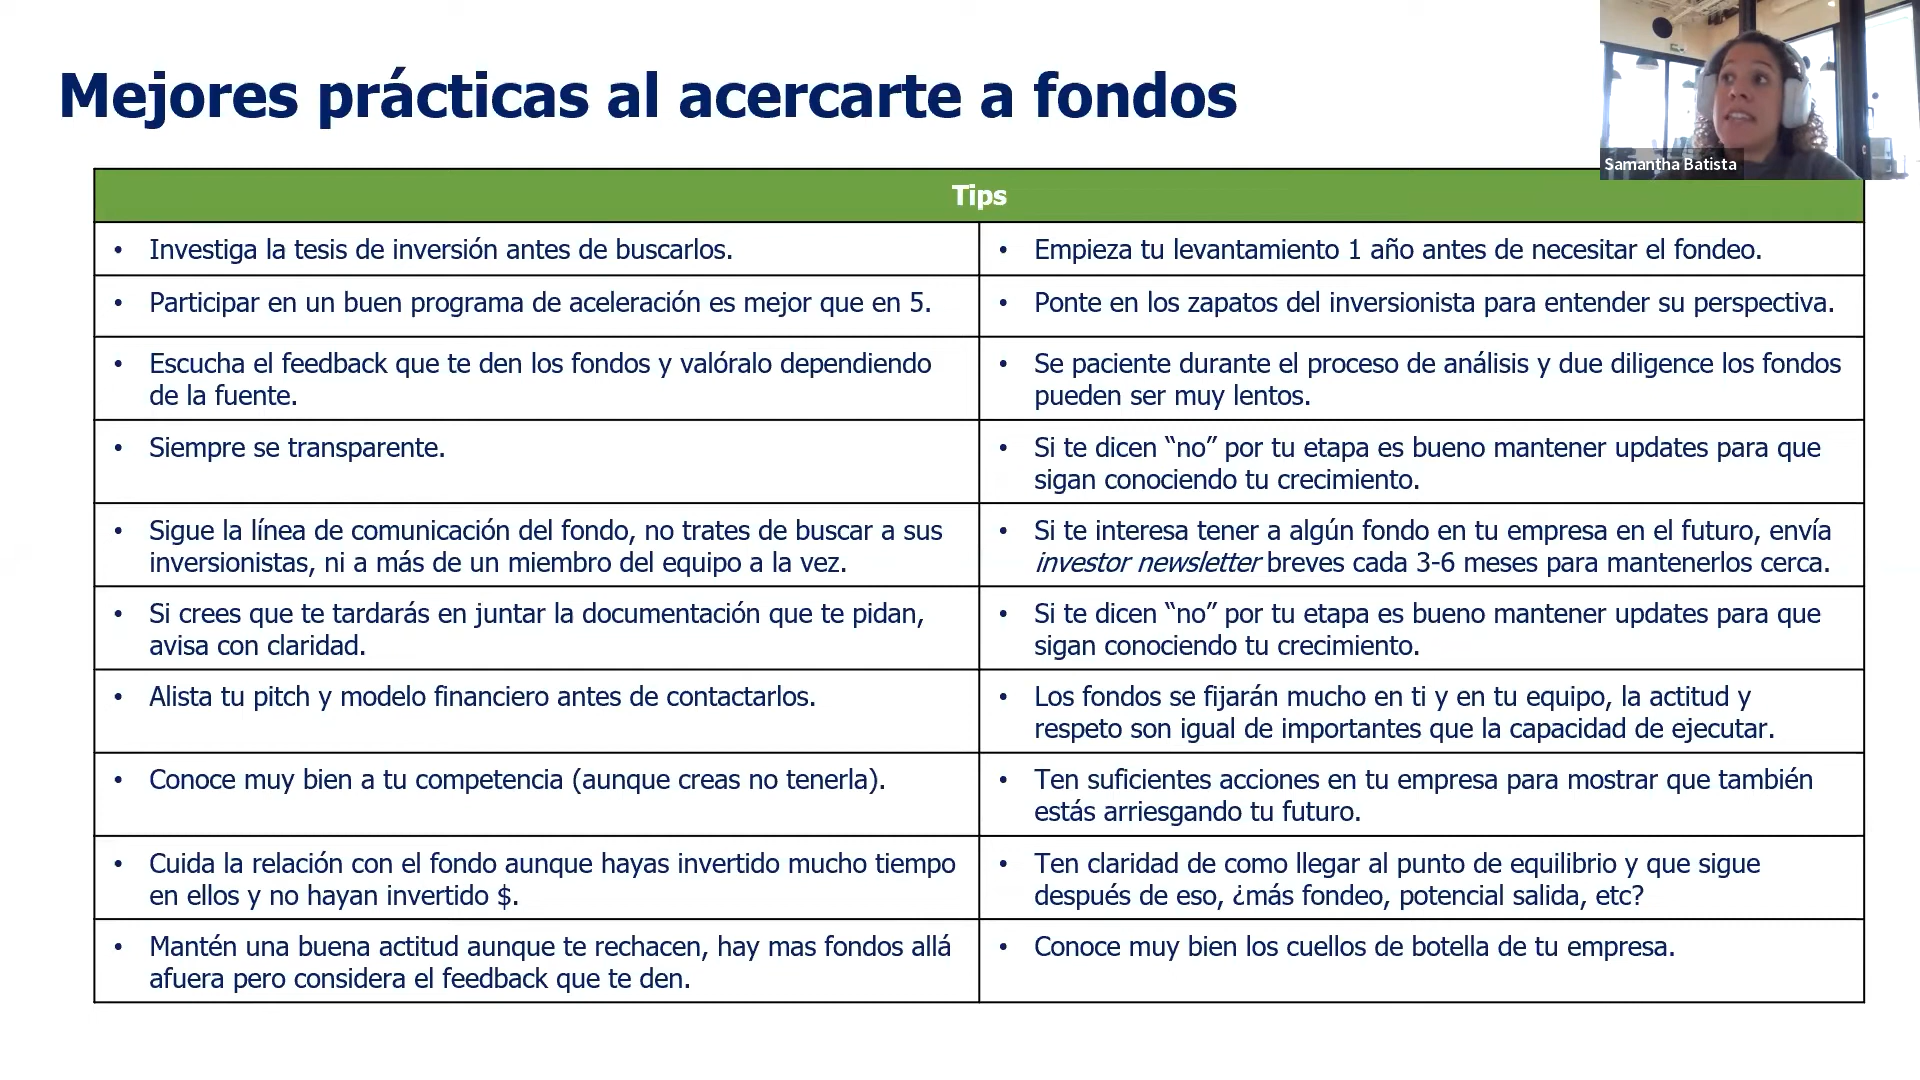 Mejores prácticas al acercarte a fondos
Samantha Batista
Tips
• Investiga la tesis de inversión antes de buscarlos.
• Empieza tu levantamiento 1 año antes de necesitar el fondeo.
• Participar en un buen programa de aceleración es mejor que en 5.
• Ponte en los zapatos del inversionista para entender su perspectiva.
• Escucha el feedback que te den los fondos y valóralo dependiendo
de la fuente.
• Se paciente durante el proceso de análisis y due diligence los fondos
pueden ser muy lentos.
• Siempre se transparente.
• Si te dicen “no” por tu etapa es bueno mantener updates para que
sigan conociendo tu crecimiento.
• Sigue la línea de comunicación del fondo, no trates de buscar a sus
inversionistas, ni a más de un miembro del equipo a la vez.
• Si te interesa tener a algún fondo en tu empresa en el futuro, envía
investor newsletter breves cada 3-6 meses para mantenerlos cerca.
• Si crees que te tardarás en juntar la documentación que te pidan,
avisa con claridad.
• Si te dicen “no” por tu etapa es bueno mantener updates para que
sigan conociendo tu crecimiento.
• Alista tu pitch y modelo financiero antes de contactarlos.
• Los fondos se fijarán mucho en ti y en tu equipo, la actitud y
respeto son igual de importantes que la capacidad de ejecutar.
• Conoce muy bien a tu competencia (aunque creas no tenerla).
• Ten suficientes acciones en tu empresa para mostrar que también
estás arriesgando tu futuro.
• Cuida la relación con el fondo aunque hayas invertido mucho tiempo
en ellos y no hayan invertido $.
• Ten claridad de como llegar al punto de equilibrio y que sigue
después de eso, ¿más fondeo, potencial salida, etc?
• Mantén una buena actitud aunque te rechacen, hay mas fondos allá
afuera pero considera el feedback que te den.
• Conoce muy bien los cuellos de botella de tu empresa.